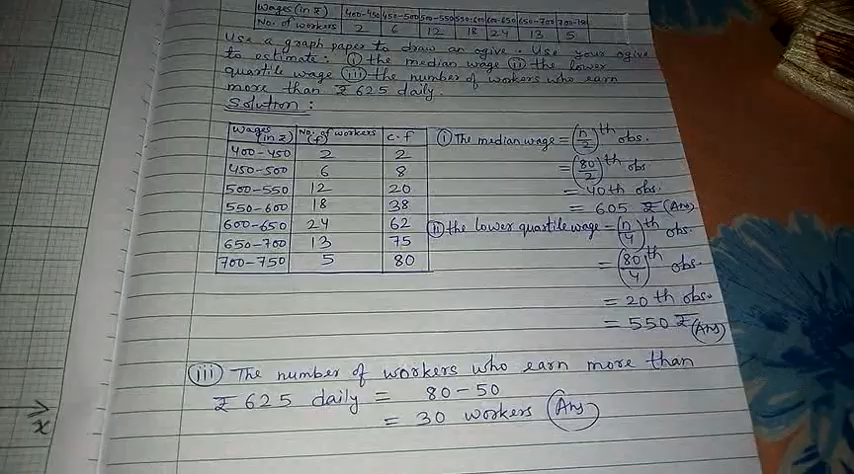 Wages (in ₹) 400-450 450-500 500-550 550-600 600-650 650-700 700-750
No. of workers 2 6 12 18 24 13 5
Use a graph paper to draw an ogive. Use your ogive
to estimate: (i) the median wage (ii) the lower
quartile wage (iii) the number of workers who earn
more than ₹ 625 daily.
Solution :
Wages (in ₹) No. of workers (f) c.f
400-450 2 2
450-500 6 8
500-550 12 20
550-600 18 38
600-650 24 62
650-700 13 75
700-750 5 80
(i) The median wage = (n/2)th obs.
= (80/2)th obs
= 40th obs.
= 605 ₹ (Ans)
(ii) the lower quartile wage = (n/4)th obs.
= (80/4)th obs.
= 20th obs.
= 550 ₹ (Ans)
(iii) The number of workers who earn more than
₹ 625 daily = 80-50
= 30 workers (Ans)
x